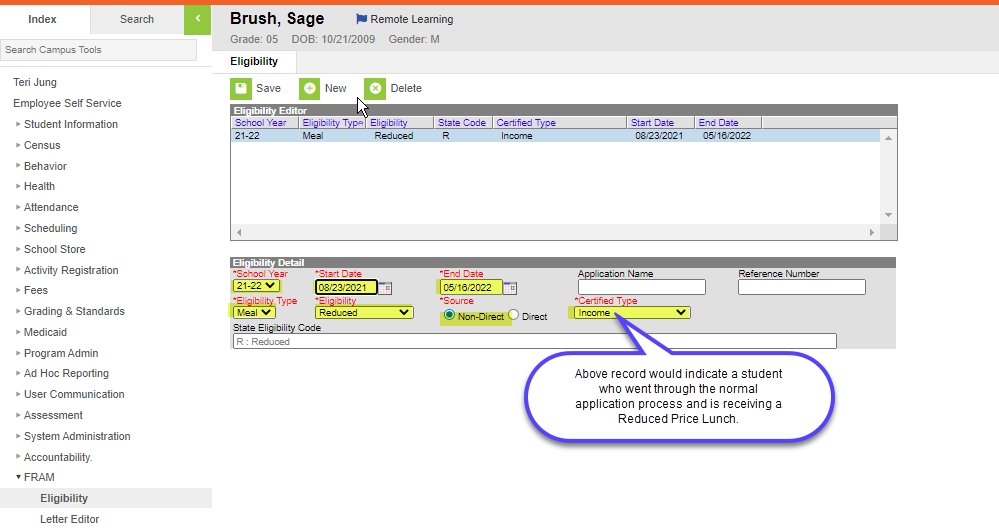 Index
Search
<
Search Campus Tools
Teri Jung
Employee Self Service
Student Information
Census
Behavior
Health
Attendance
Scheduling
School Store
Activity Registration
Fees
Grading & Standards
Medicaid
Program Admin
Ad Hoc Reporting
User Communication
Assessment
System Administration
Accountability.
FRAM
Eligibility
Letter Editor
Brush, Sage Remote Learning
Grade: 05 DOB: 10/21/2009 Gender: M
Eligibility
Save New Delete
Eligibility Editor
School Year Eligibility Type Eligibility State Code Certified Type Start Date End Date
21-22 Meal Reduced R Income 08/23/2021 05/16/2022
Eligibility Detail
*School Year *Start Date *End Date Application Name Reference Number
21-22 08/23/2021 05/16/2022
*Eligibility Type *Eligibility *Source *Certified Type
Meal Reduced Non-Direct Direct Income
State Eligibility Code
R : Reduced
Above record would indicate a student
who went through the normal
application process and is receiving a
Reduced Price Lunch.